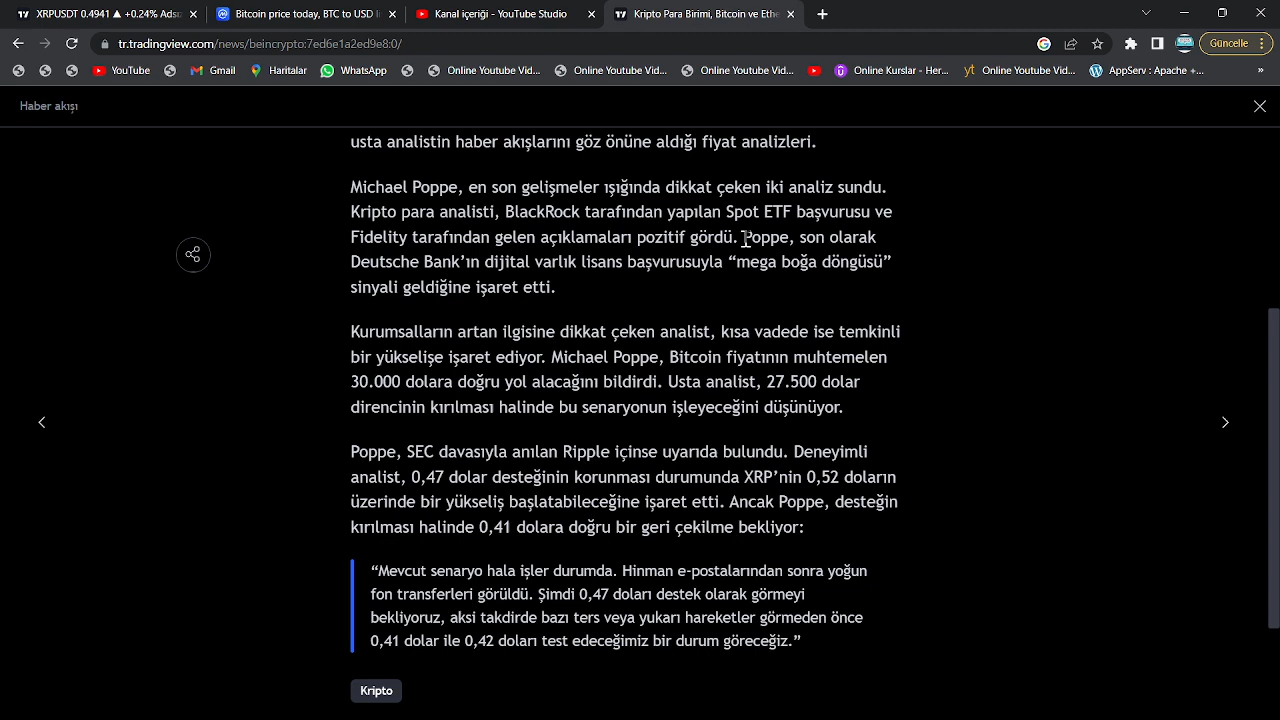 XRPUSDT 0.4941 ▲ +0.24% Adsı
Bitcoin price today, BTC to USD li
Kanal içeriği - YouTube Studio
Kripto Para Birimi, Bitcoin ve Ethe
tr.tradingview.com/news/beincrypto:7ed6e1a2ed9e8:0/
Güncelle
YouTube
Gmail
Haritalar
WhatsApp
Online Youtube Vid...
Online Youtube Vid...
Online Youtube Vid...
Online Kurslar - Her...
yt Online Youtube Vid...
AppServ : Apache +...
»
Haber akışı
usta analistin haber akışlarını göz önüne aldığı fiyat analizleri.
Michael Poppe, en son gelişmeler ışığında dikkat çeken iki analiz sundu.
Kripto para analisti, BlackRock tarafından yapılan Spot ETF başvurusu ve
Fidelity tarafından gelen açıklamaları pozitif gördü. Poppe, son olarak
Deutsche Bank’ın dijital varlık lisans başvurusuyla “mega boğa döngüsü”
sinyali geldiğine işaret etti.
Kurumsalların artan ilgisine dikkat çeken analist, kısa vadede ise temkinli
bir yükselişe işaret ediyor. Michael Poppe, Bitcoin fiyatının muhtemelen
30.000 dolara doğru yol alacağını bildirdi. Usta analist, 27.500 dolar
direncinin kırılması halinde bu senaryonun işleyeceğini düşünüyor.
Poppe, SEC davasıyla anılan Ripple içinse uyarıda bulundu. Deneyimli
analist, 0,47 dolar desteğinin korunması durumunda XRP’nin 0,52 doların
üzerinde bir yükseliş başlatabileceğine işaret etti. Ancak Poppe, desteğin
kırılması halinde 0,41 dolara doğru bir geri çekilme bekliyor:
“Mevcut senaryo hala işler durumda. Hinman e-postalarından sonra yoğun
fon transferleri görüldü. Şimdi 0,47 doları destek olarak görmeyi
bekliyoruz, aksi takdirde bazı ters veya yukarı hareketler görmeden önce
0,41 dolar ile 0,42 doları test edeceğimiz bir durum göreceğiz.”
Kripto